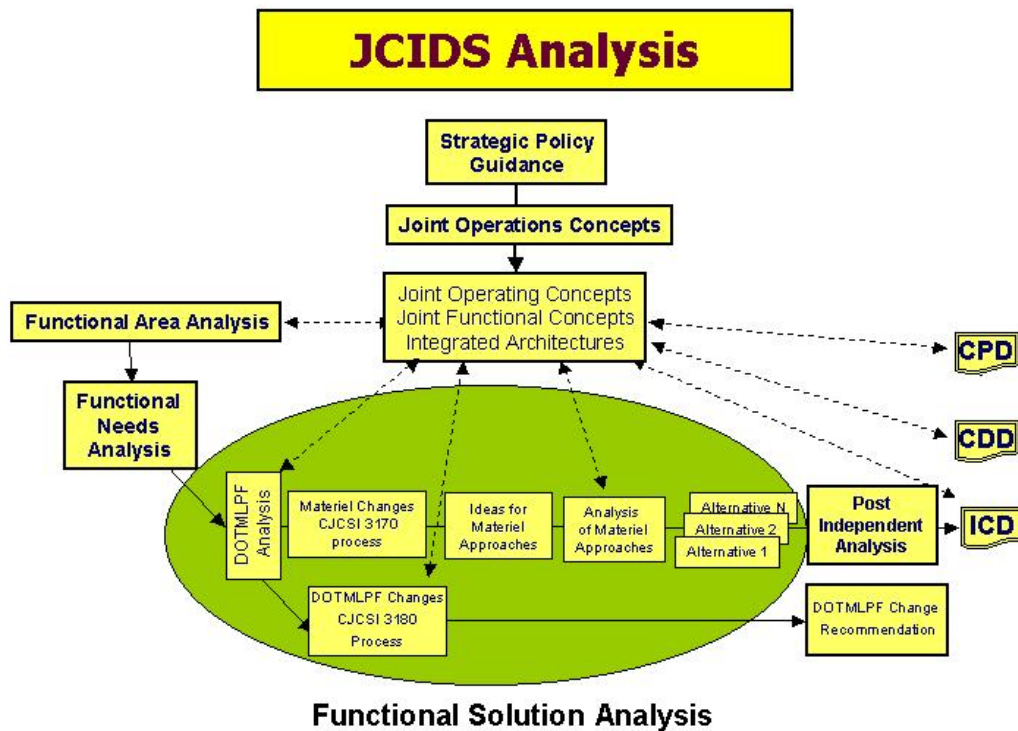 JCIDS Analysis
Strategic Policy
Guidance
Joint Operations Concepts
Joint Operating Concepts
Joint Functional Concepts
Integrated Architectures
Functional Area Analysis
CPD
Functional
Needs
Analysis
CDD
DOTMLPF
Analysis
Materiel Changes
CJCSI 3170
process
Ideas for
Materiel
Approaches
Analysis
of Materiel
Approaches
Alternative N
Alternative 2
Alternative 1
Post
Independent
Analysis
ICD
DOTMLPF Changes
CJCSI 3180
Process
DOTMLPF Change
Recommendation
Functional Solution Analysis